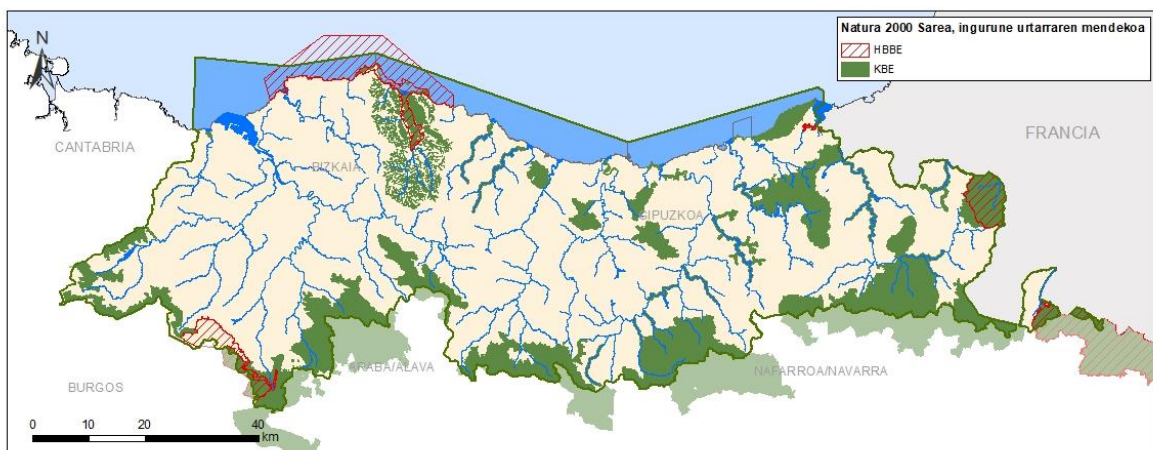 Natura 2000 Sarea, ingurune urtarraren mendekoa
HBBE
KBE
N
FRANCIA
CANTABRIA
BIZKAIA
GIPUZKOA
ARABA/ALAVA
NAFARROA/NAVARRA
BURGOS
0 10 20 40
km